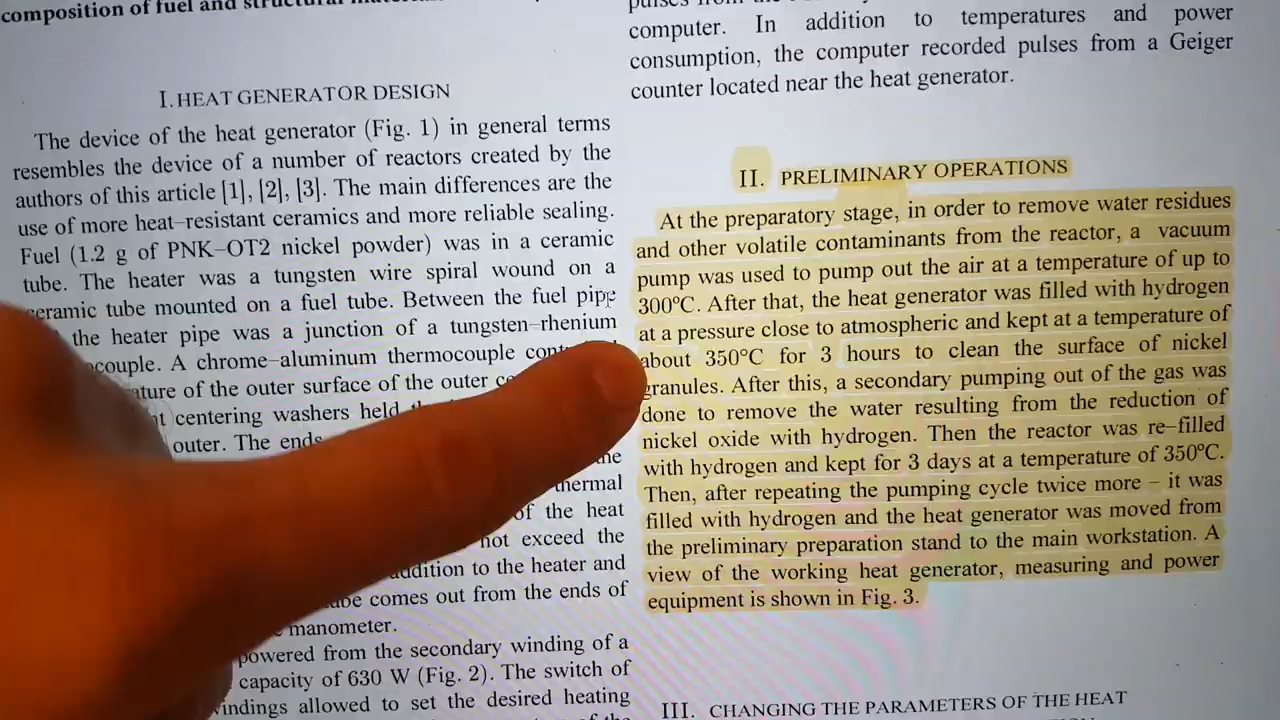 composition of fuel and structural
I. HEAT GENERATOR DESIGN
The device of the heat generator (Fig. 1) in general terms
resembles the device of a number of reactors created by the
authors of this article [1], [2], [3]. The main differences are the
use of more heat–resistant ceramics and more reliable sealing.
Fuel (1.2 g of PNK–OT2 nickel powder) was in a ceramic
tube. The heater was a tungsten wire spiral wound on a
ceramic tube mounted on a fuel tube. Between the fuel pipe
the heater pipe was a junction of a tungsten–rhenium
A chrome–aluminum thermocouple
of the outer surface of the outer
centering washers held
outer. The ends
of the heat
not exceed the
addition to the heater and
comes out from the ends of
manometer.
powered from the secondary winding of a
capacity of 630 W (Fig. 2). The switch of
windings allowed to set the desired heating
of the
pulses from
computer. In addition to temperatures and power
consumption, the computer recorded pulses from a Geiger
counter located near the heat generator.
II. PRELIMINARY OPERATIONS
At the preparatory stage, in order to remove water residues
and other volatile contaminants from the reactor, a vacuum
pump was used to pump out the air at a temperature of up to
300ºC. After that, the heat generator was filled with hydrogen
at a pressure close to atmospheric and kept at a temperature of
about 350ºC for 3 hours to clean the surface of nickel
granules. After this, a secondary pumping out of the gas was
done to remove the water resulting from the reduction of
nickel oxide with hydrogen. Then the reactor was re–filled
with hydrogen and kept for 3 days at a temperature of 350ºC.
Then, after repeating the pumping cycle twice more – it was
filled with hydrogen and the heat generator was moved from
the preliminary preparation stand to the main workstation. A
view of the working heat generator, measuring and power
equipment is shown in Fig. 3.
III. CHANGING THE PARAMETERS OF THE HEAT